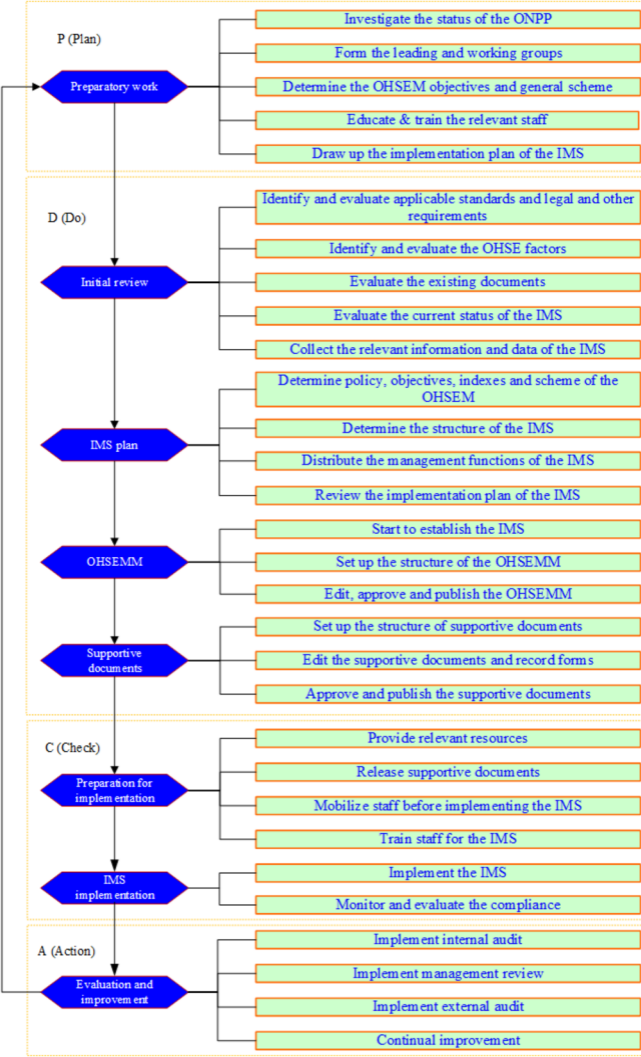 P (Plan)
Preparatory work
Investigate the status of the ONPP
Form the leading and working groups
Determine the OHSEM objectives and general scheme
Educate & train the relevant staff
Draw up the implementation plan of the IMS
D (Do)
Initial review
Identify and evaluate applicable standards and legal and other
requirements
Identify and evaluate the OHSE factors
Evaluate the existing documents
Evaluate the current status of the IMS
Collect the relevant information and data of the IMS
IMS plan
Determine policy, objectives, indexes and scheme of the
OHSEM
Determine the structure of the IMS
Distribute the management functions of the IMS
Review the implementation plan of the IMS
OHSEMM
Start to establish the IMS
Set up the structure of the OHSEMM
Edit, approve and publish the OHSEMM
Supportive
documents
Set up the structure of supportive documents
Edit the supportive documents and record forms
Approve and publish the supportive documents
C (Check)
Preparation for
implementation
Provide relevant resources
Release supportive documents
Mobilize staff before implementing the IMS
Train staff for the IMS
IMS
implementation
Implement the IMS
Monitor and evaluate the compliance
A (Action)
Evaluation and
improvement
Implement internal audit
Implement management review
Implement external audit
Continual improvement